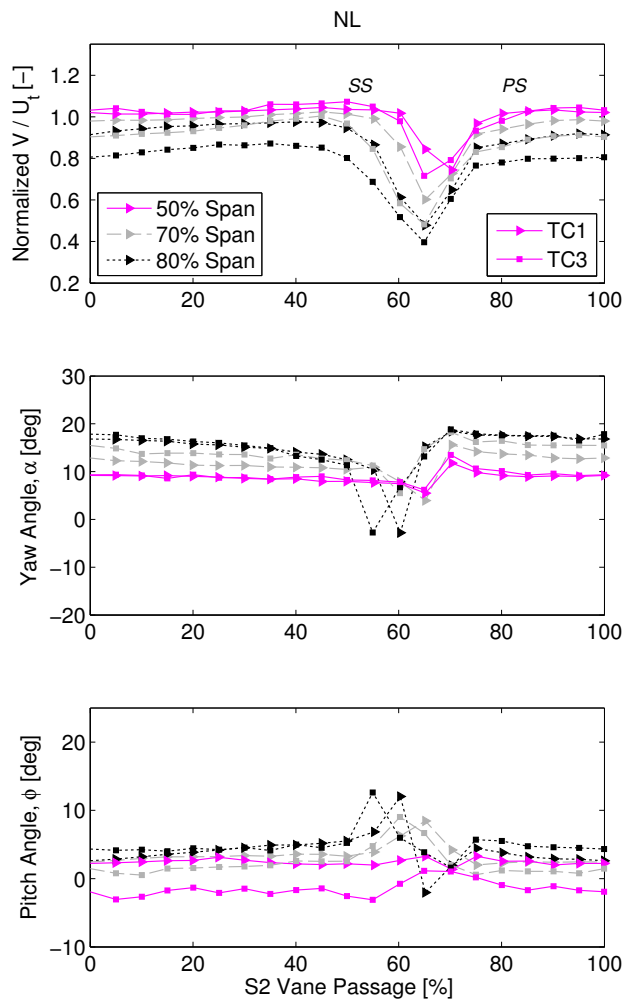 NL
Normalized V / U_t [-]
1.2
1.0
0.8
0.6
0.4
0.2
SS
PS
50% Span
70% Span
80% Span
TC1
TC3
0 20 40 60 80 100
Yaw Angle, α [deg]
30
20
10
0
−10
−20
0 20 40 60 80 100
Pitch Angle, ϕ [deg]
20
10
0
−10
0 20 40 60 80 100
S2 Vane Passage [%]